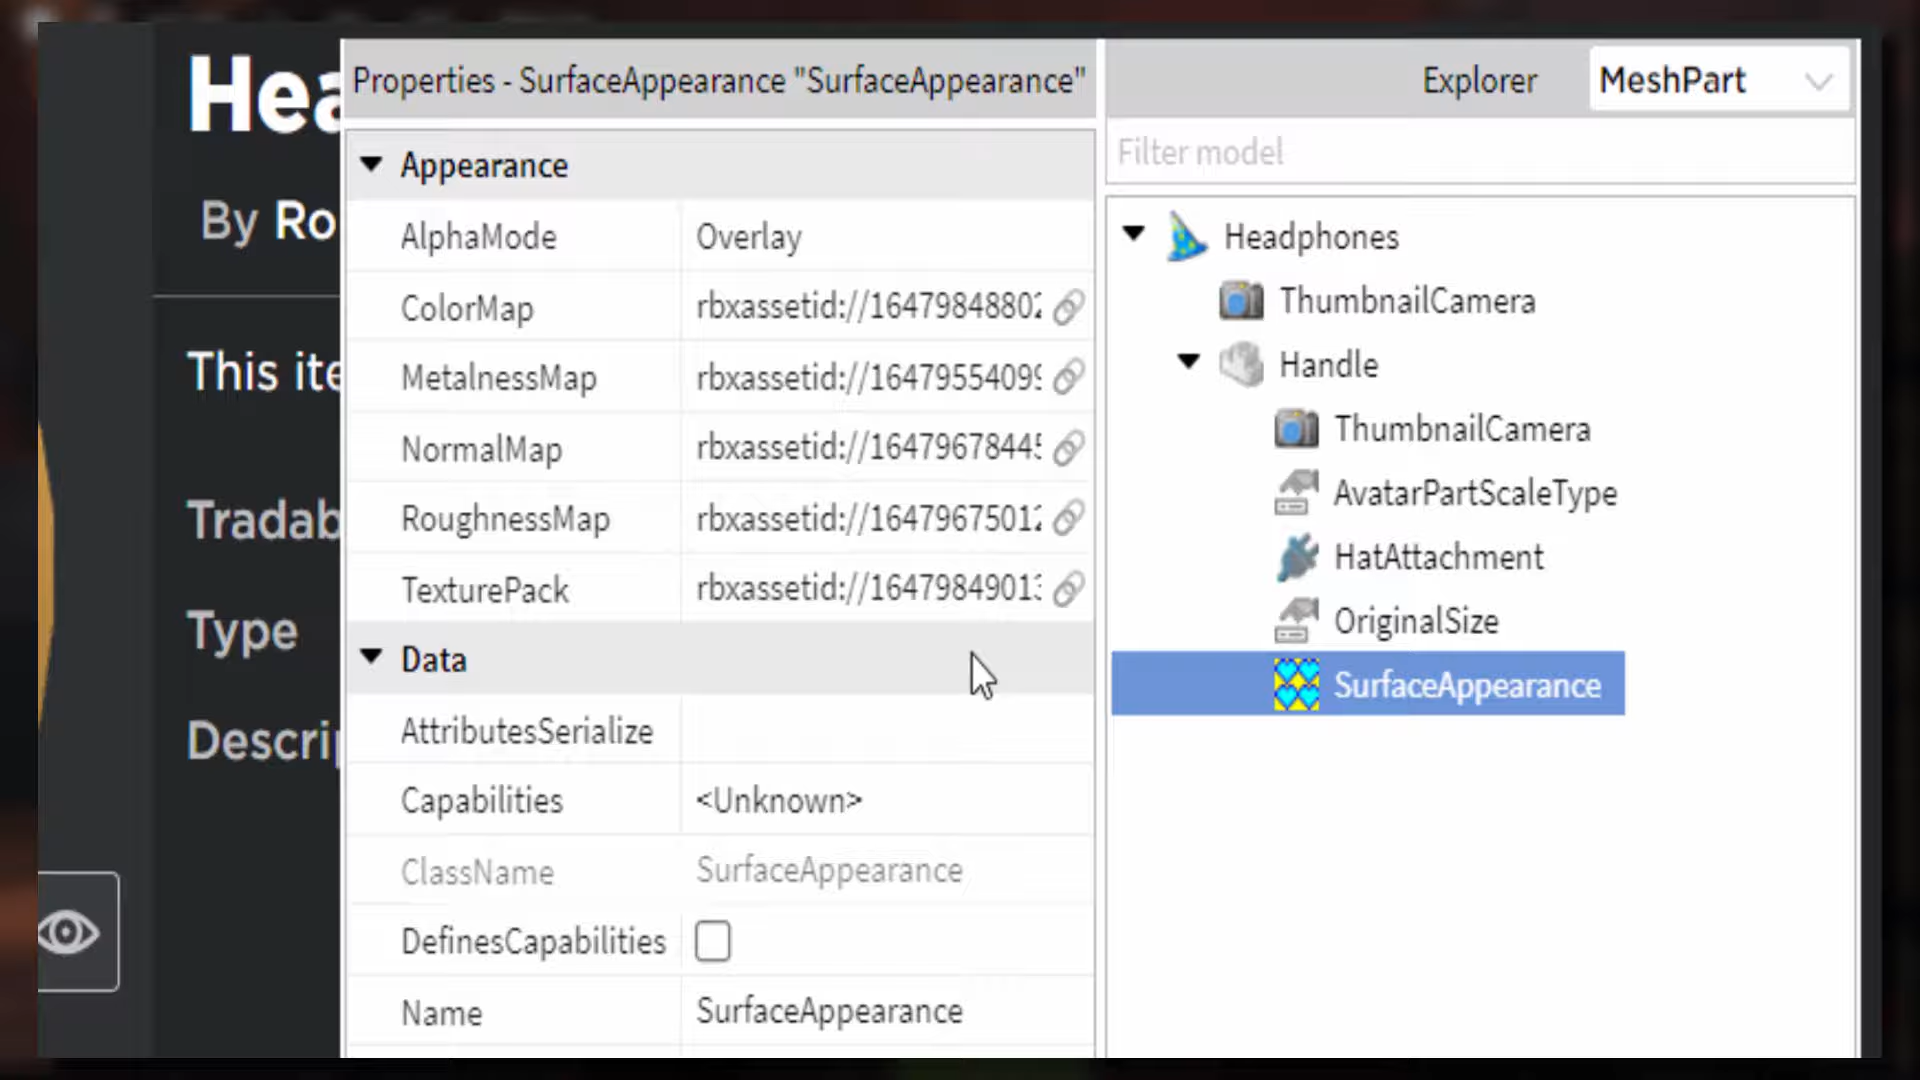 Hea
By Ro
This ite
Tradab
Type
Descrip
Properties - SurfaceAppearance "SurfaceAppearance"
Appearance
AlphaMode Overlay
ColorMap rbxassetid://1647984880
MetalnessMap rbxassetid://1647955409
NormalMap rbxassetid://1647967844
RoughnessMap rbxassetid://1647967501
TexturePack rbxassetid://1647984901
Data
AttributesSerialize
Capabilities <Unknown>
ClassName SurfaceAppearance
DefinesCapabilities
Name SurfaceAppearance
Explorer MeshPart
Filter model
Headphones
ThumbnailCamera
Handle
ThumbnailCamera
AvatarPartScaleType
HatAttachment
OriginalSize
SurfaceAppearance